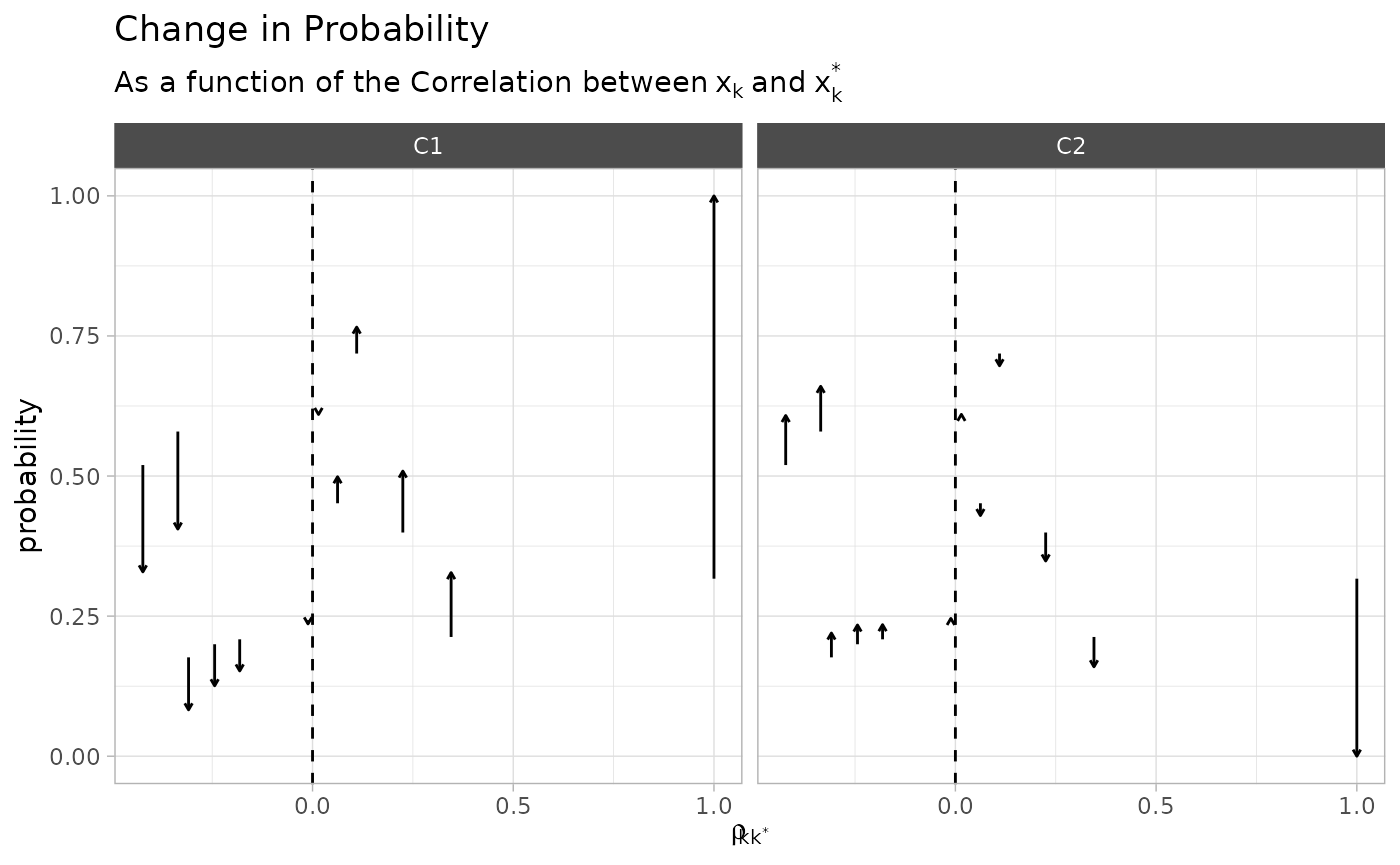 Change in Probability
As a function of the Correlation between xₖ and xₖ*
C1 C2
1.00
0.75
0.50
0.25
0.00
probability
0.0 0.5 1.0 0.0 0.5 1.0
ρₖₖ*